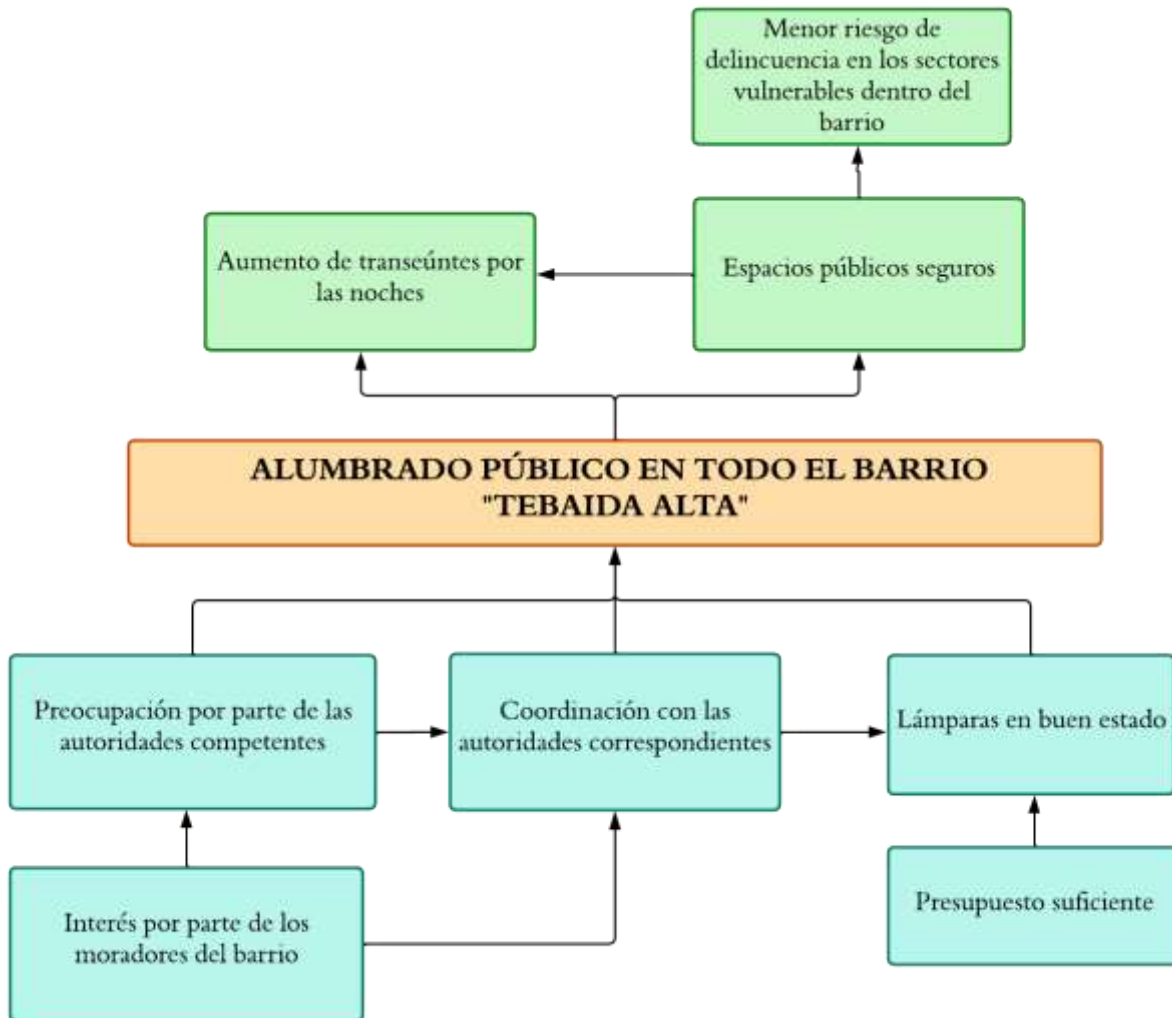 Menor riesgo de
delincuencia en los sectores
vulnerables dentro del
barrio
Aumento de transeúntes por
las noches
Espacios públicos seguros
ALUMBRADO PÚBLICO EN TODO EL BARRIO
"TEBAIDA ALTA"
Preocupación por parte de las
autoridades competentes
Coordinación con las
autoridades correspondientes
Lámparas en buen estado
Interés por parte de los
moradores del barrio
Presupuesto suficiente